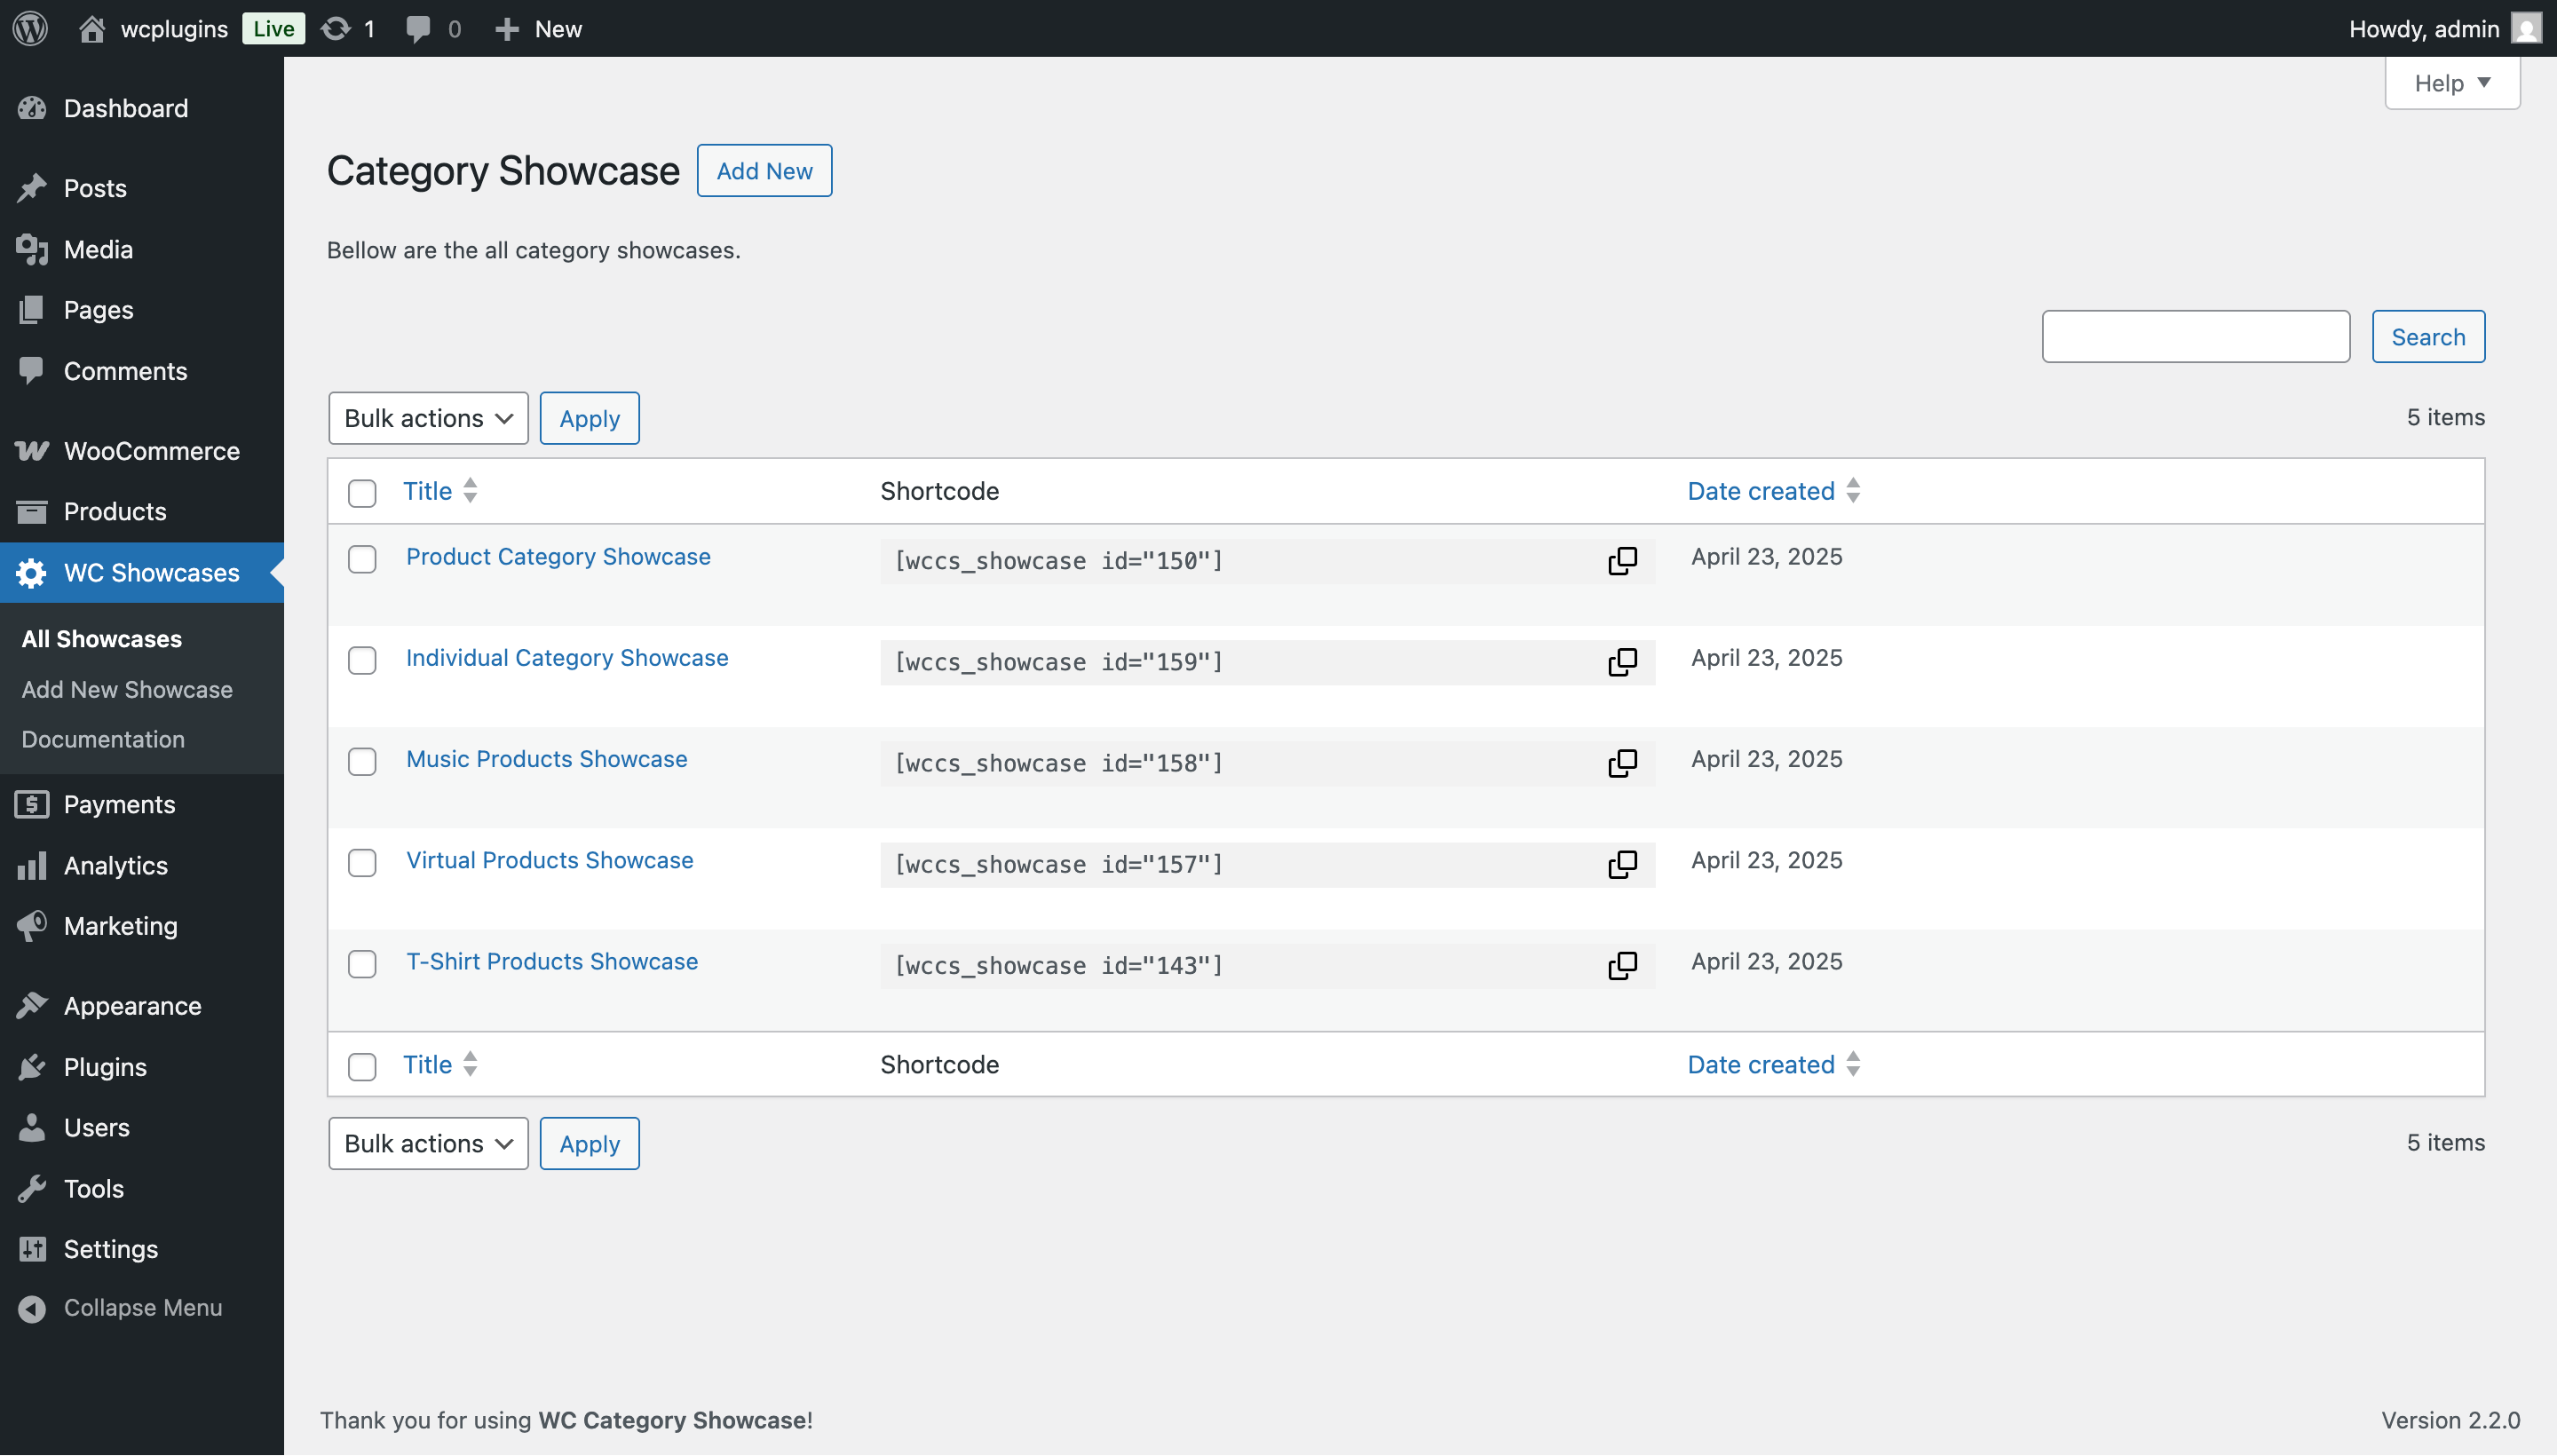 wcplugins Live 1 0 New Howdy, admin
Help
Dashboard
Posts
Media
Pages
Comments
WooCommerce
Products
WC Showcases
All Showcases
Add New Showcase
Documentation
Payments
Analytics
Marketing
Appearance
Plugins
Users
Tools
Settings
Collapse Menu
Category Showcase Add New
Bellow are the all category showcases.
Search
Bulk actions Apply 5 items
Title Shortcode Date created
Product Category Showcase [wccs_showcase id="150"] April 23, 2025
Individual Category Showcase [wccs_showcase id="159"] April 23, 2025
Music Products Showcase [wccs_showcase id="158"] April 23, 2025
Virtual Products Showcase [wccs_showcase id="157"] April 23, 2025
T-Shirt Products Showcase [wccs_showcase id="143"] April 23, 2025
Title Shortcode Date created
Bulk actions Apply 5 items
Thank you for using WC Category Showcase! Version 2.2.0